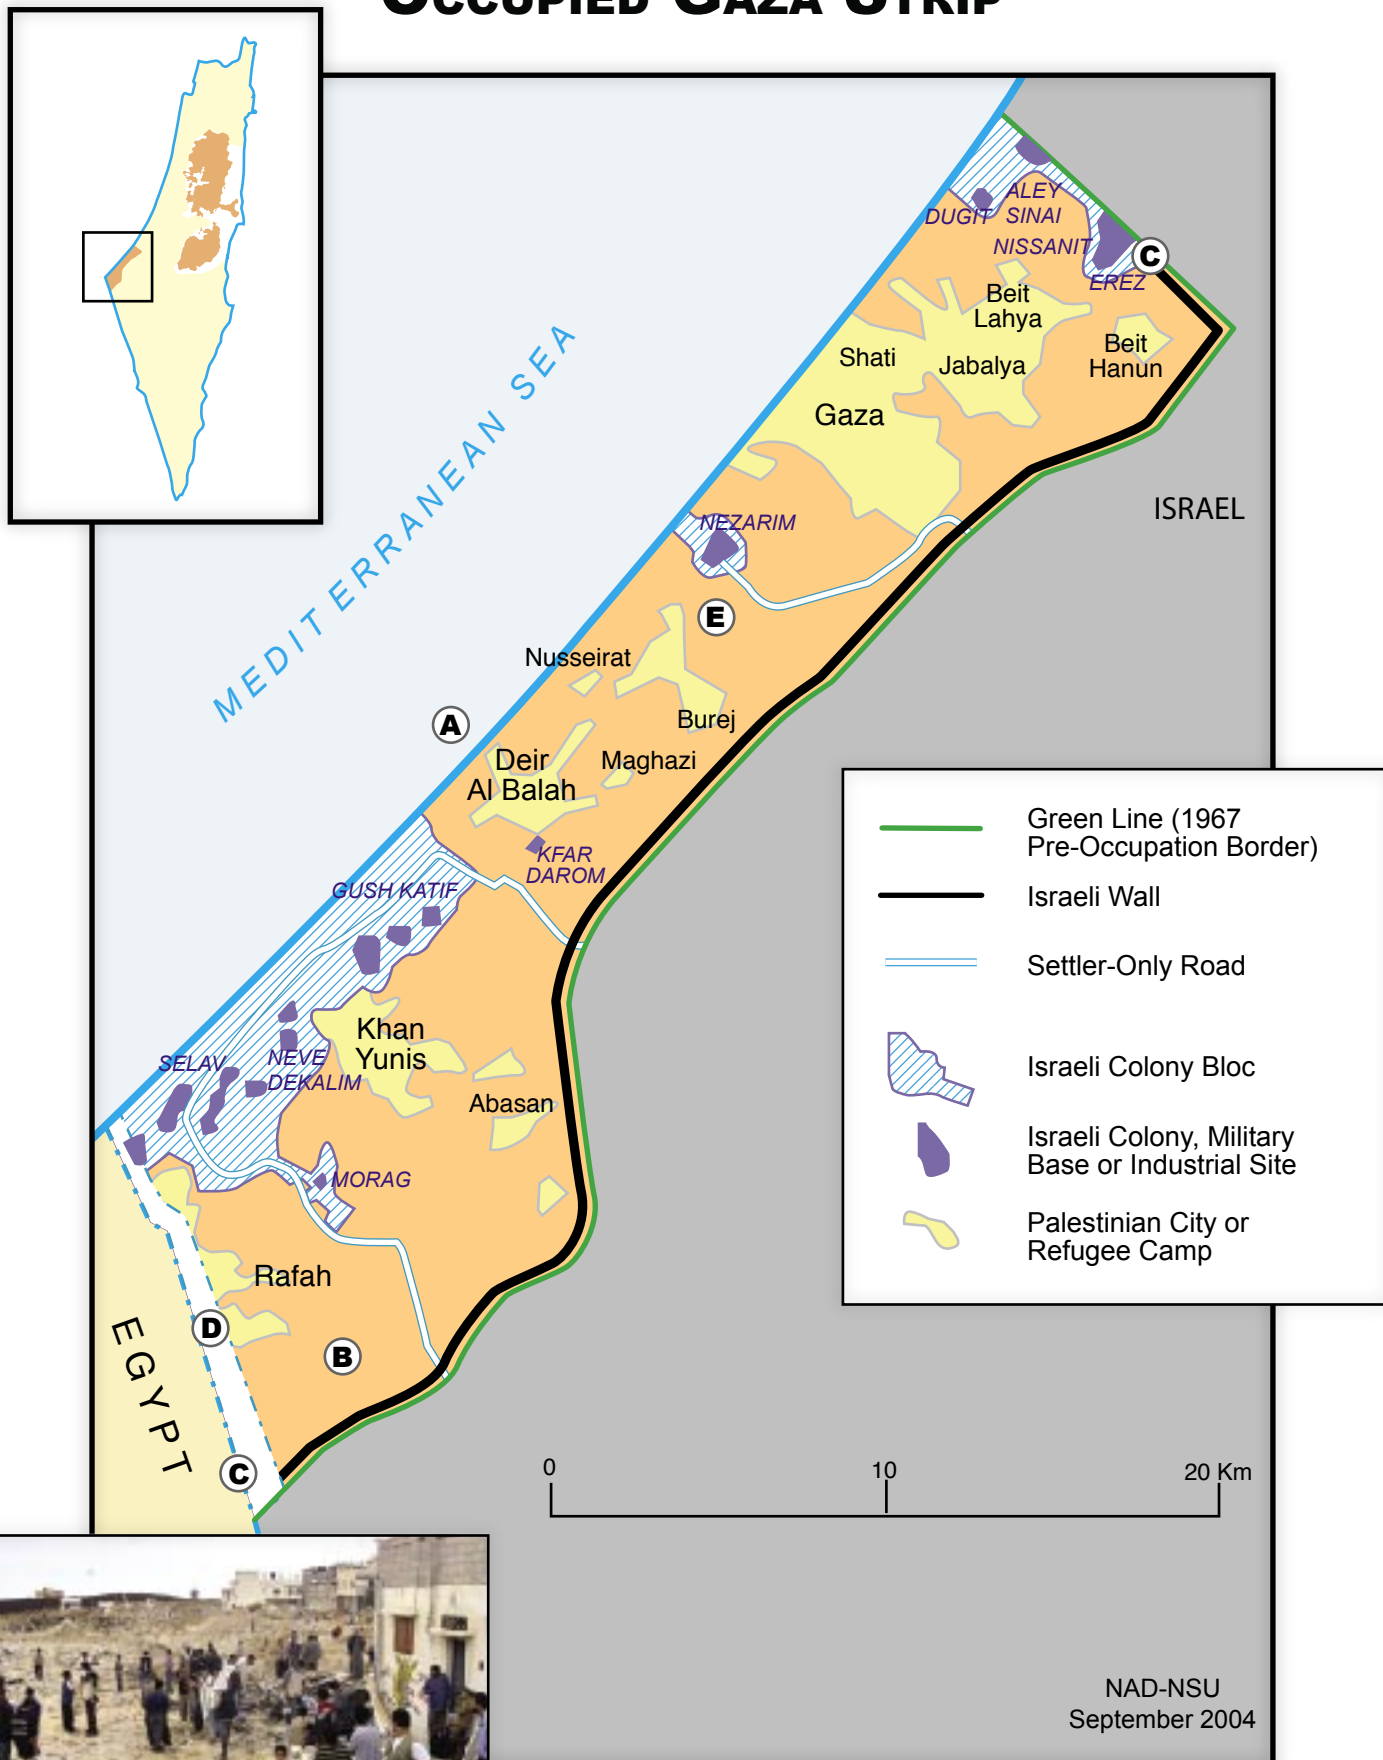 OCCUPIED GAZA STRIP
MEDITERRANEAN SEA
ALEY
SINAI
DUGIT
NISSANIT
C
EREZ
Beit
Lahya
Beit
Hanun
Shati
Jabalya
Gaza
ISRAEL
NEZARIM
E
Nusseirat
Burej
A
Deir
Al Balah
Maghazi
KFAR
DAROM
GUSH KATIF
Khan
Yunis
SELAV
NEVE
DEKALIM
Abasan
MORAG
Rafah
D
B
EGYPT
C
Green Line (1967
Pre-Occupation Border)
Israeli Wall
Settler-Only Road
Israeli Colony Bloc
Israeli Colony, Military
Base or Industrial Site
Palestinian City or
Refugee Camp
0 10 20 Km
NAD-NSU
September 2004